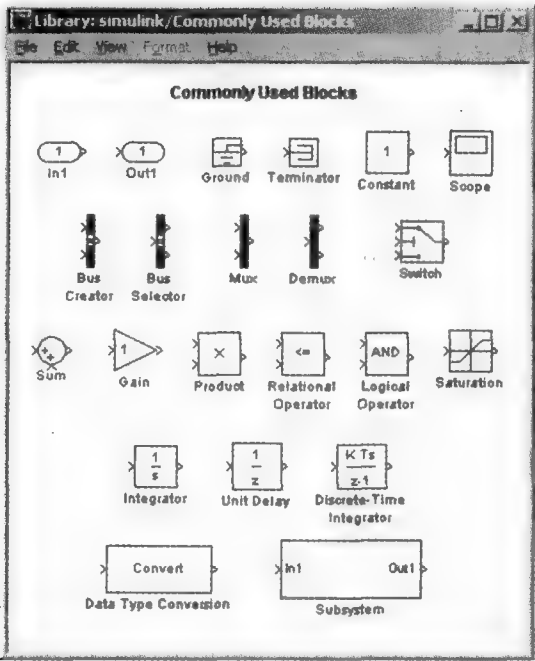 Library: simulink/Commonly Used Blocks
File Edit View Format Help
Commonly Used Blocks
1 1 1
In1 Out1 Ground Terminator Constant Scope
Bus Creator Bus Selector Mux Demux Switch
1 × <= AND
Sum Gain Product Relational Operator Logical Operator Saturation
1/s 1/z K Ts/z-1
Integrator Unit Delay Discrete-Time Integrator
Convert In1 Out1
Data Type Conversion Subsystem